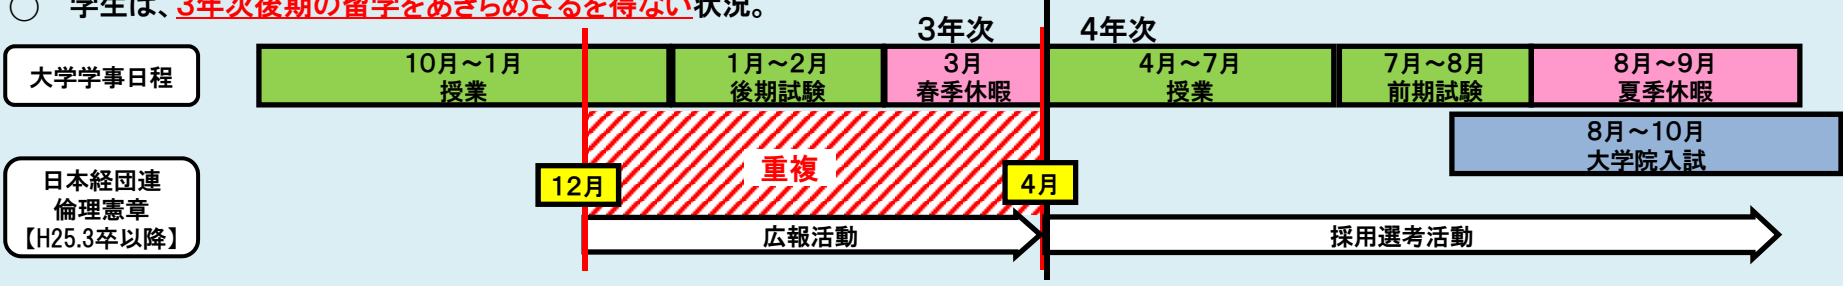 ○ 学生は、3年次後期の留学をあきらめざるを得ない状況。
3年次 4年次
大学学事日程
10月～1月
授業
1月～2月
後期試験
3月
春季休暇
4月～7月
授業
7月～8月
前期試験
8月～9月
夏季休暇
8月～10月
大学院入試
日本経団連
倫理憲章
【H25.3卒以降】
12月
重複
4月
広報活動
採用選考活動